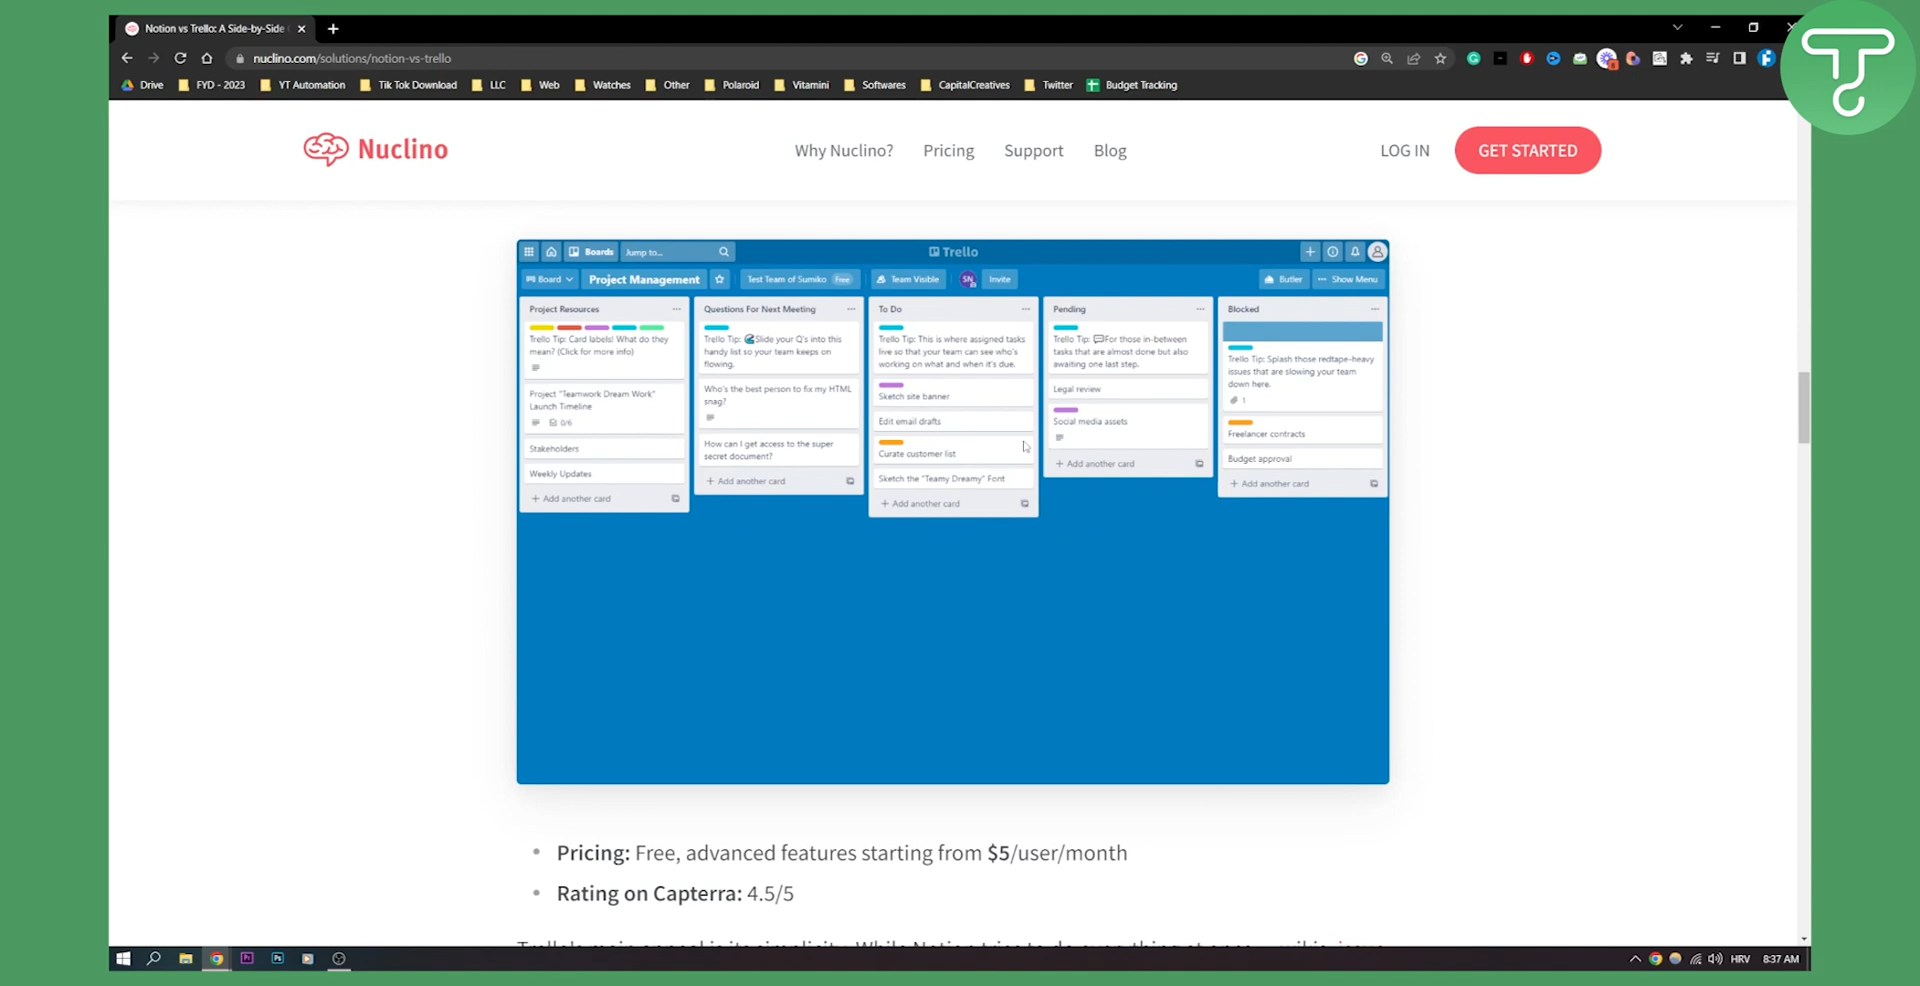 Notion vs Trello: A Side-by-Side
nuclino.com/solutions/notion-vs-trello
Drive
FYD - 2023
YT Automation
Tik Tok Download
LLC
Web
Watches
Other
Polaroid
Vitamini
Softwares
CapitalCreatives
Twitter
Budget Tracking
Nuclino
Why Nuclino?
Pricing
Support
Blog
LOG IN
GET STARTED
Boards
Jump to...
Trello
Board
Project Management
Test Team of Sumiko
Free
Team Visible
SN
Invite
Butler
Show Menu
Project Resources
Trello Tip: Card labels! What do they
mean? (Click for more info)
Project "Teamwork Dream Work"
Launch Timeline
0/6
Stakeholders
Weekly Updates
+ Add another card
Questions For Next Meeting
Trello Tip: Slide your Q's into this
handy list so your team keeps on
flowing.
Who's the best person to fix my HTML
snag?
How can I get access to the super
secret document?
+ Add another card
To Do
Trello Tip: This is where assigned tasks
live so that your team can see who's
working on what and when it's due.
Sketch site banner
Edit email drafts
Curate customer list
Sketch the "Teamy Dreamy" Font
+ Add another card
Pending
Trello Tip: For those in-between
tasks that are almost done but also
awaiting one last step.
Legal review
Social media assets
+ Add another card
Blocked
Trello Tip: Splash those redtape-heavy
issues that are slowing your team
down here.
1
Freelancer contracts
Budget approval
+ Add another card
• Pricing: Free, advanced features starting from $5/user/month
• Rating on Capterra: 4.5/5
HRV
8:37 AM